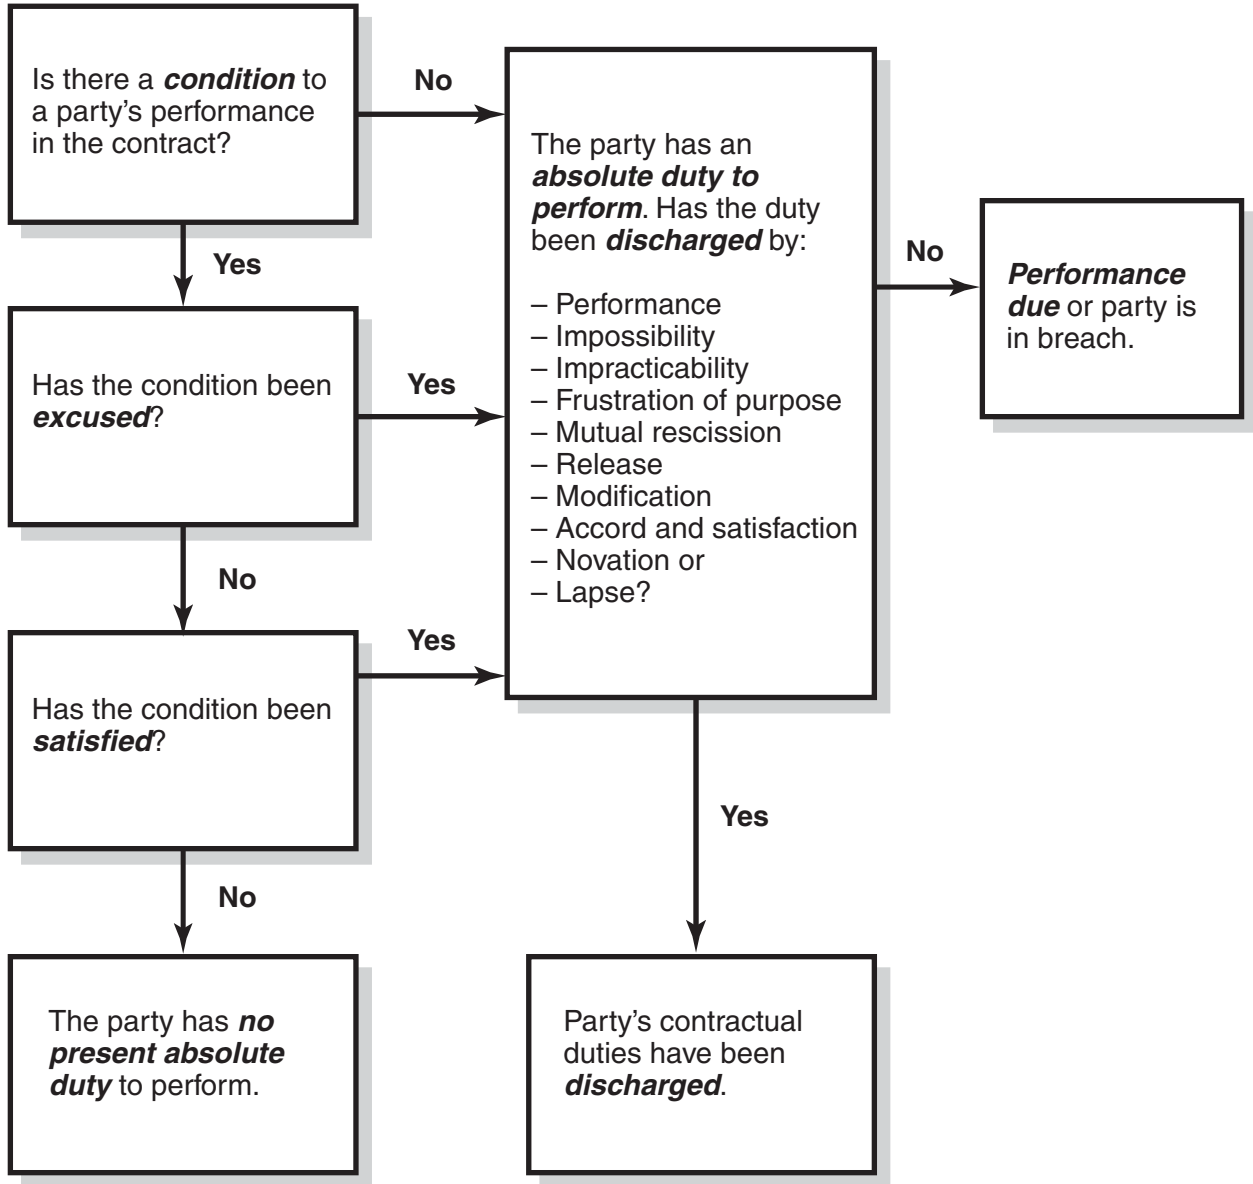 Is there a condition to
a party's performance
in the contract?
No
Yes
Has the condition been
excused?
Yes
No
Has the condition been
satisfied?
Yes
No
The party has no
present absolute
duty to perform.
The party has an
absolute duty to
perform. Has the duty
been discharged by:
– Performance
– Impossibility
– Impracticability
– Frustration of purpose
– Mutual rescission
– Release
– Modification
– Accord and satisfaction
– Novation or
– Lapse?
No
Performance
due or party is
in breach.
Yes
Party's contractual
duties have been
discharged.